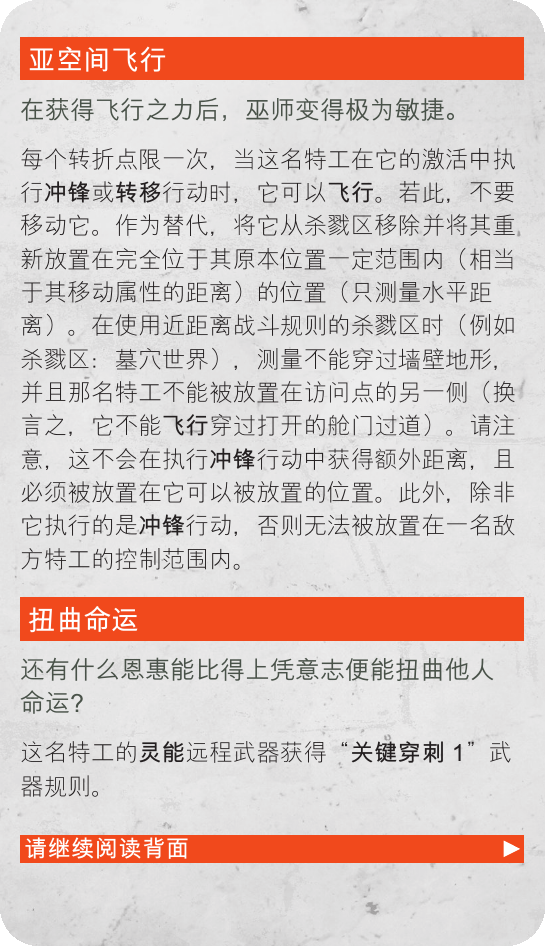 亚空间飞行
在获得飞行之力后，巫师变得极为敏捷。
每个转折点限一次，当这名特工在它的激活中执
行冲锋或转移行动时，它可以飞行。若此，不要
移动它。作为替代，将它从杀戮区移除并将其重
新放置在完全位于其原本位置一定范围内（相当
于其移动属性的距离）的位置（只测量水平距
离）。在使用近距离战斗规则的杀戮区时（例如
杀戮区：墓穴世界），测量不能穿过墙壁地形，
并且那名特工不能被放置在访问点的另一侧（换
言之，它不能飞行穿过打开的舱门过道）。请注
意，这不会在执行冲锋行动中获得额外距离，且
必须被放置在它可以被放置的位置。此外，除非
它执行的是冲锋行动，否则无法被放置在一名敌
方特工的控制范围内。
扭曲命运
还有什么恩惠能比得上凭意志便能扭曲他人
命运？
这名特工的灵能远程武器获得“关键穿刺 1”武
器规则。
请继续阅读背面